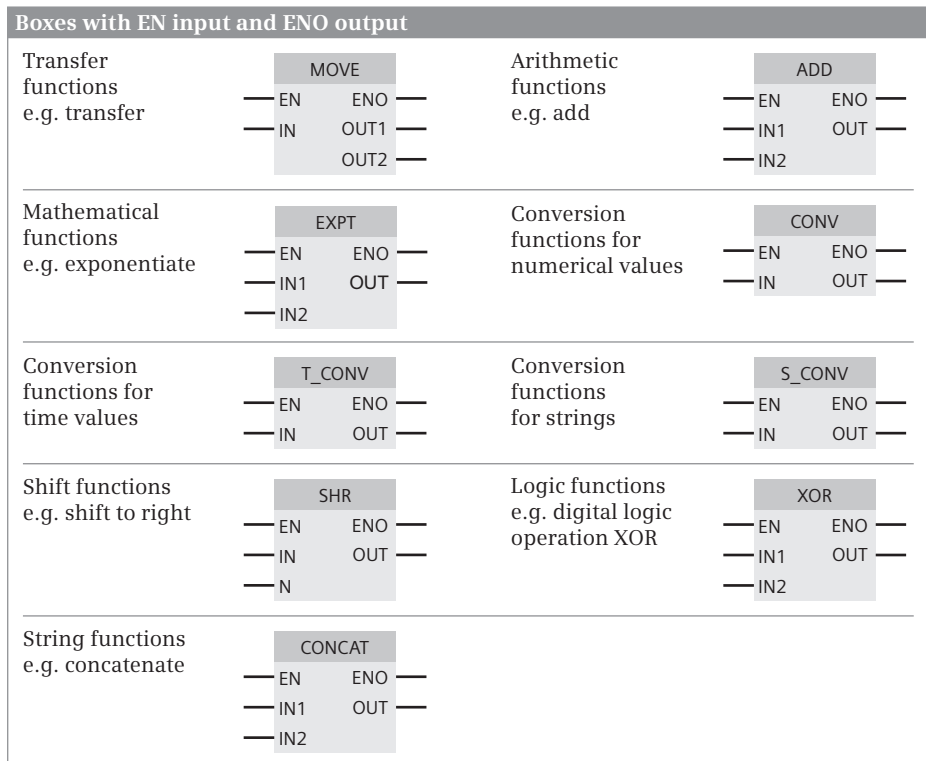 Boxes with EN input and ENO output
Transfer
functions
e.g. transfer
MOVE
EN ENO
IN OUT1
OUT2
Arithmetic
functions
e.g. add
ADD
EN ENO
IN1 OUT
IN2
Mathematical
functions
e.g. exponentiate
EXPT
EN ENO
IN1 OUT
IN2
Conversion
functions for
numerical values
CONV
EN ENO
IN OUT
Conversion
functions for
time values
T_CONV
EN ENO
IN OUT
Conversion
functions
for strings
S_CONV
EN ENO
IN OUT
Shift functions
e.g. shift to right
SHR
EN ENO
IN OUT
N
Logic functions
e.g. digital logic
operation XOR
XOR
EN ENO
IN1 OUT
IN2
String functions
e.g. concatenate
CONCAT
EN ENO
IN1 OUT
IN2